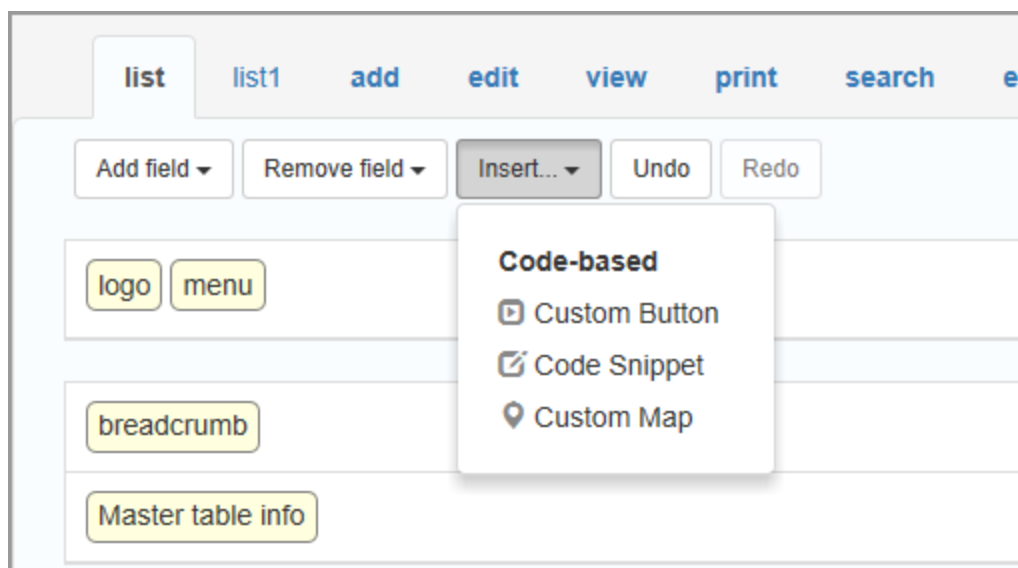 list list1 add edit view print search e
Add field Remove field Insert... Undo Redo
logo menu
Code-based
Custom Button
Code Snippet
Custom Map
breadcrumb
Master table info